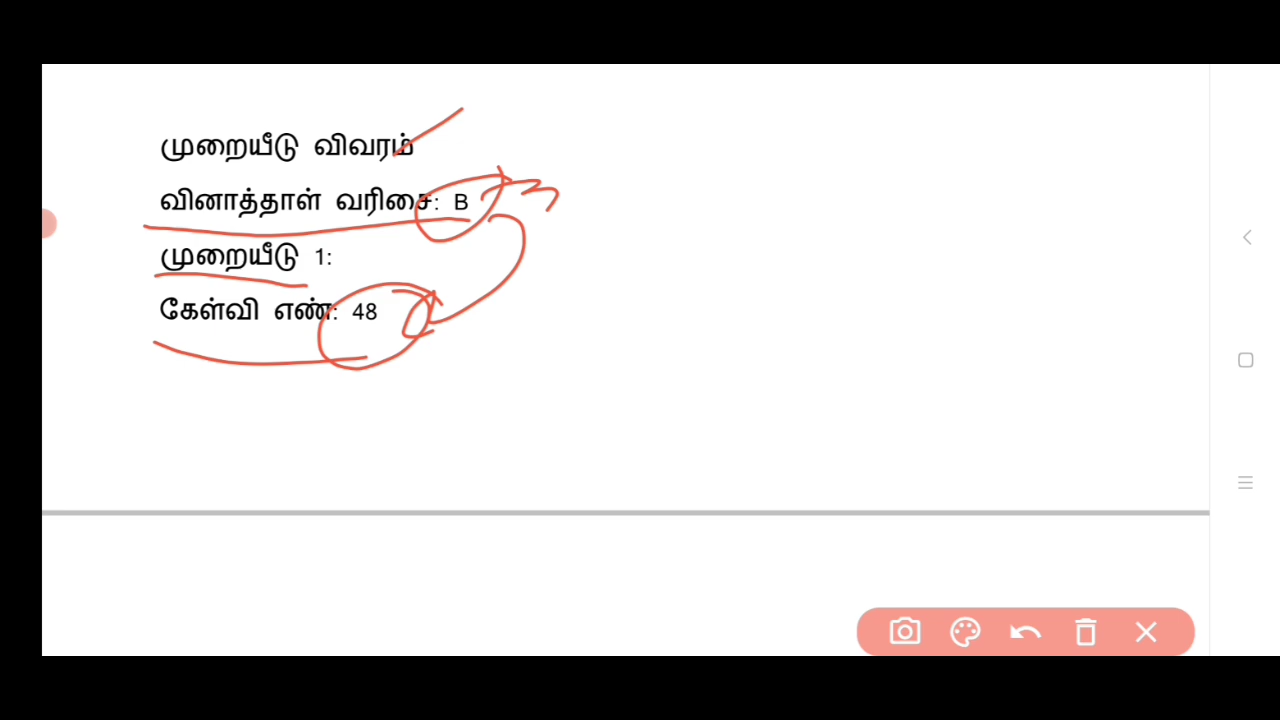 முறையீடு விவரம்
வினாத்தாள் வரிசை: B
முறையீடு 1:
கேள்வி எண்: 48